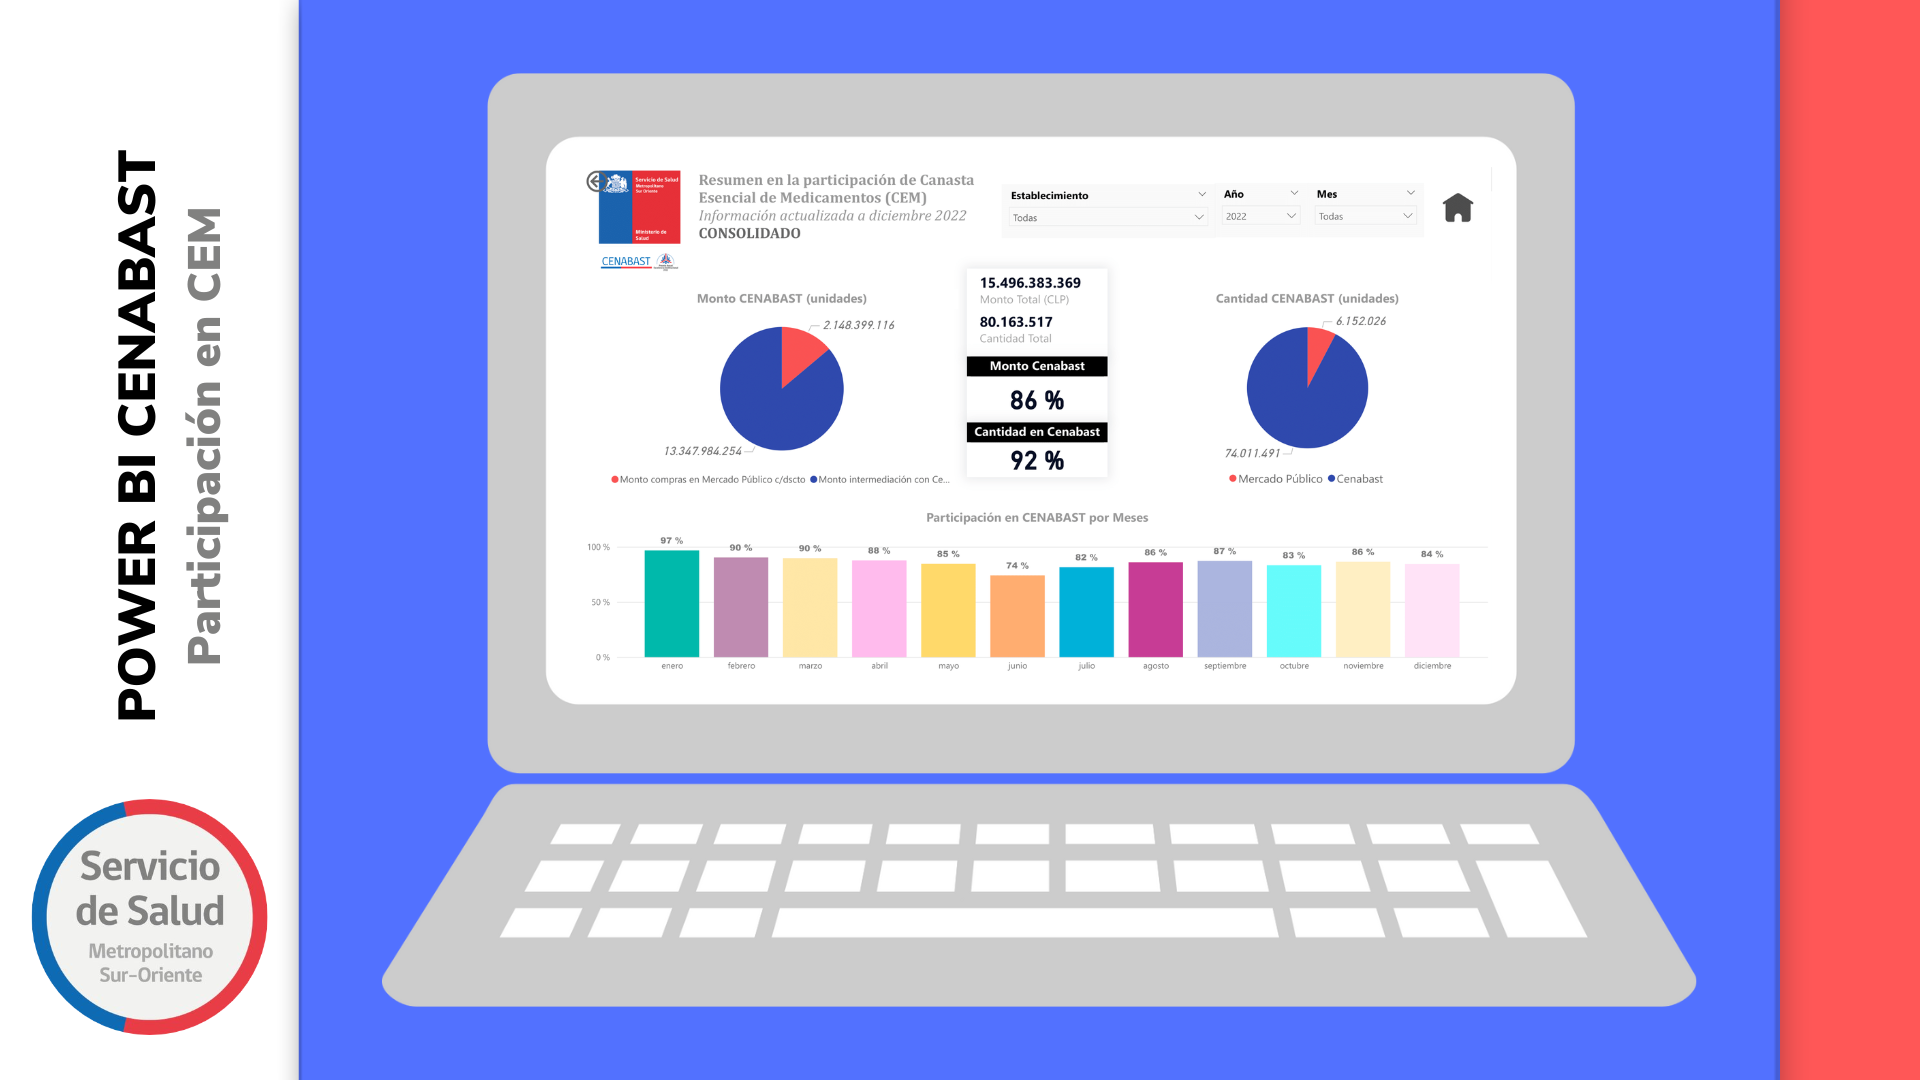 POWER BI CENABAST
Participación en CEM
Servicio
de Salud
Metropolitano
Sur-Oriente
Servicio de Salud
Metropolitano
Sur Oriente
Ministerio de
Salud
CENABAST
Resumen en la participación de Canasta
Esencial de Medicamentos (CEM)
Información actualizada a diciembre 2022
CONSOLIDADO
Establecimiento
Todas
Año
2022
Mes
Todas
Monto CENABAST (unidades)
2.148.399.116
13.347.984.254
Monto compras en Mercado Público c/dscto Monto intermediación con Ce...
15.496.383.369
Monto Total (CLP)
80.163.517
Cantidad Total
Monto Cenabast
86 %
Cantidad en Cenabast
92 %
Cantidad CENABAST (unidades)
6.152.026
74.011.491
Mercado Público Cenabast
Participación en CENABAST por Meses
100 %
50 %
0 %
97 % 90 % 90 % 88 % 85 % 74 % 82 % 86 % 87 % 83 % 86 % 84 %
enero febrero marzo abril mayo junio julio agosto septiembre octubre noviembre diciembre